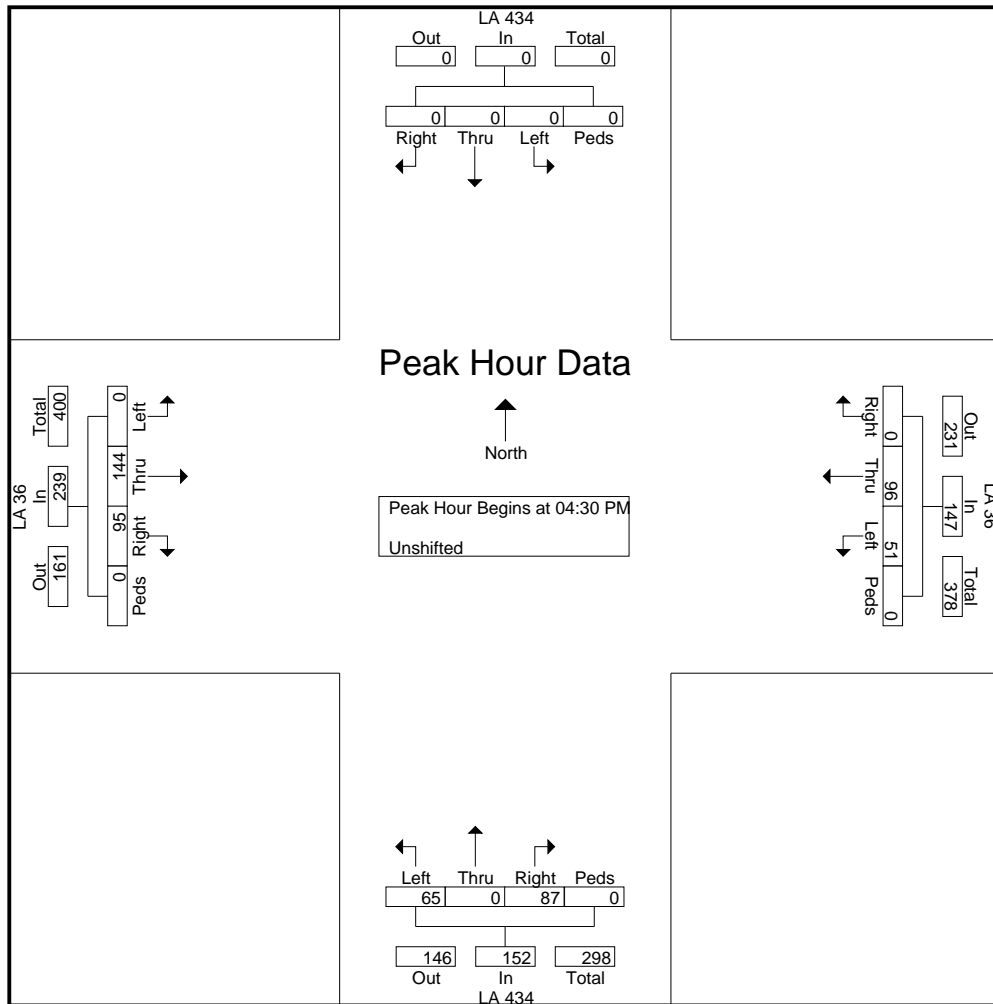 LA 434
Out In Total
0 0 0
0 0 0 0
Right Thru Left Peds
Peak Hour Data
North
Peak Hour Begins at 04:30 PM
Unshifted
LA 36
Total In Out
400 239 161
0 144 95 0
Left Thru Right Peds
Right Thru Left Peds
0 96 51 0
Out In Total
231 147 378
LA 36
Left Thru Right Peds
65 0 87 0
146 152 298
Out In Total
LA 434